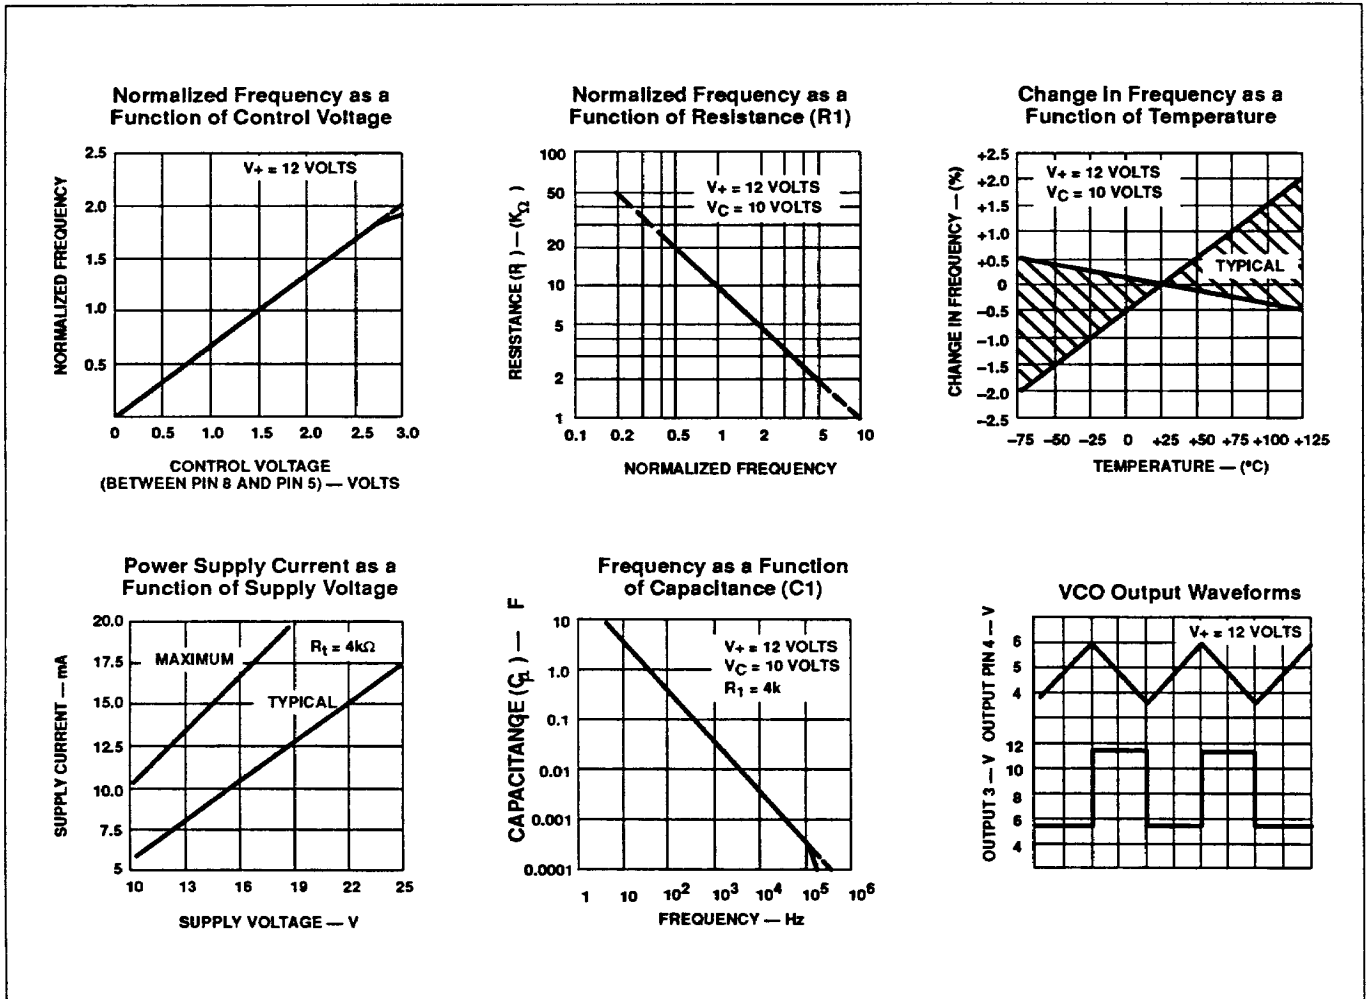 Normalized Frequency as a
Function of Control Voltage
NORMALIZED FREQUENCY
2.5
2.0
1.5
1.0
0.5
V+ = 12 VOLTS
0 0.5 1.0 1.5 2.0 2.5 3.0
CONTROL VOLTAGE
(BETWEEN PIN 8 AND PIN 5) — VOLTS
Normalized Frequency as a
Function of Resistance (R1)
RESISTANCE (R ) — (KΩ)
100
50
20
10
5
2
1
V+ = 12 VOLTS
VC = 10 VOLTS
0.1 0.2 0.5 1 2 5 10
NORMALIZED FREQUENCY
Change in Frequency as a
Function of Temperature
CHANGE IN FREQUENCY — (%)
+2.5
+2.0
+1.5
+1.0
+0.5
0
−0.5
−1.0
−1.5
−2.0
−2.5
V+ = 12 VOLTS
VC = 10 VOLTS
TYPICAL
−75 −50 −25 0 +25 +50 +75 +100 +125
TEMPERATURE — (°C)
Power Supply Current as a
Function of Supply Voltage
SUPPLY CURRENT — mA
20.0
17.5
15.0
12.5
10.0
7.5
5
MAXIMUM
Rt = 4kΩ
TYPICAL
10 13 16 19 22 25
SUPPLY VOLTAGE — V
Frequency as a Function
of Capacitance (C1)
CAPACITANGE (C ) — F
10
1.0
0.1
0.01
0.001
0.0001
V+ = 12 VOLTS
VC = 10 VOLTS
R1 = 4k
1 10 10² 10³ 10⁴ 10⁵ 10⁶
FREQUENCY — Hz
VCO Output Waveforms
OUTPUT PIN 4 — V
6
5
4
V+ = 12 VOLTS
OUTPUT 3 — V
12
10
8
6
4